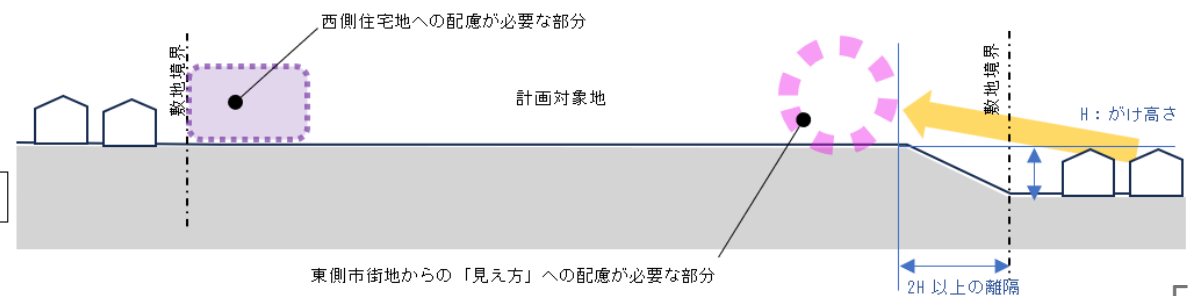 西側住宅地への配慮が必要な部分
敷地境界
計画対象地
敷地境界
H：がけ高さ
東側市街地からの「見え方」への配慮が必要な部分
2H 以上の離隔